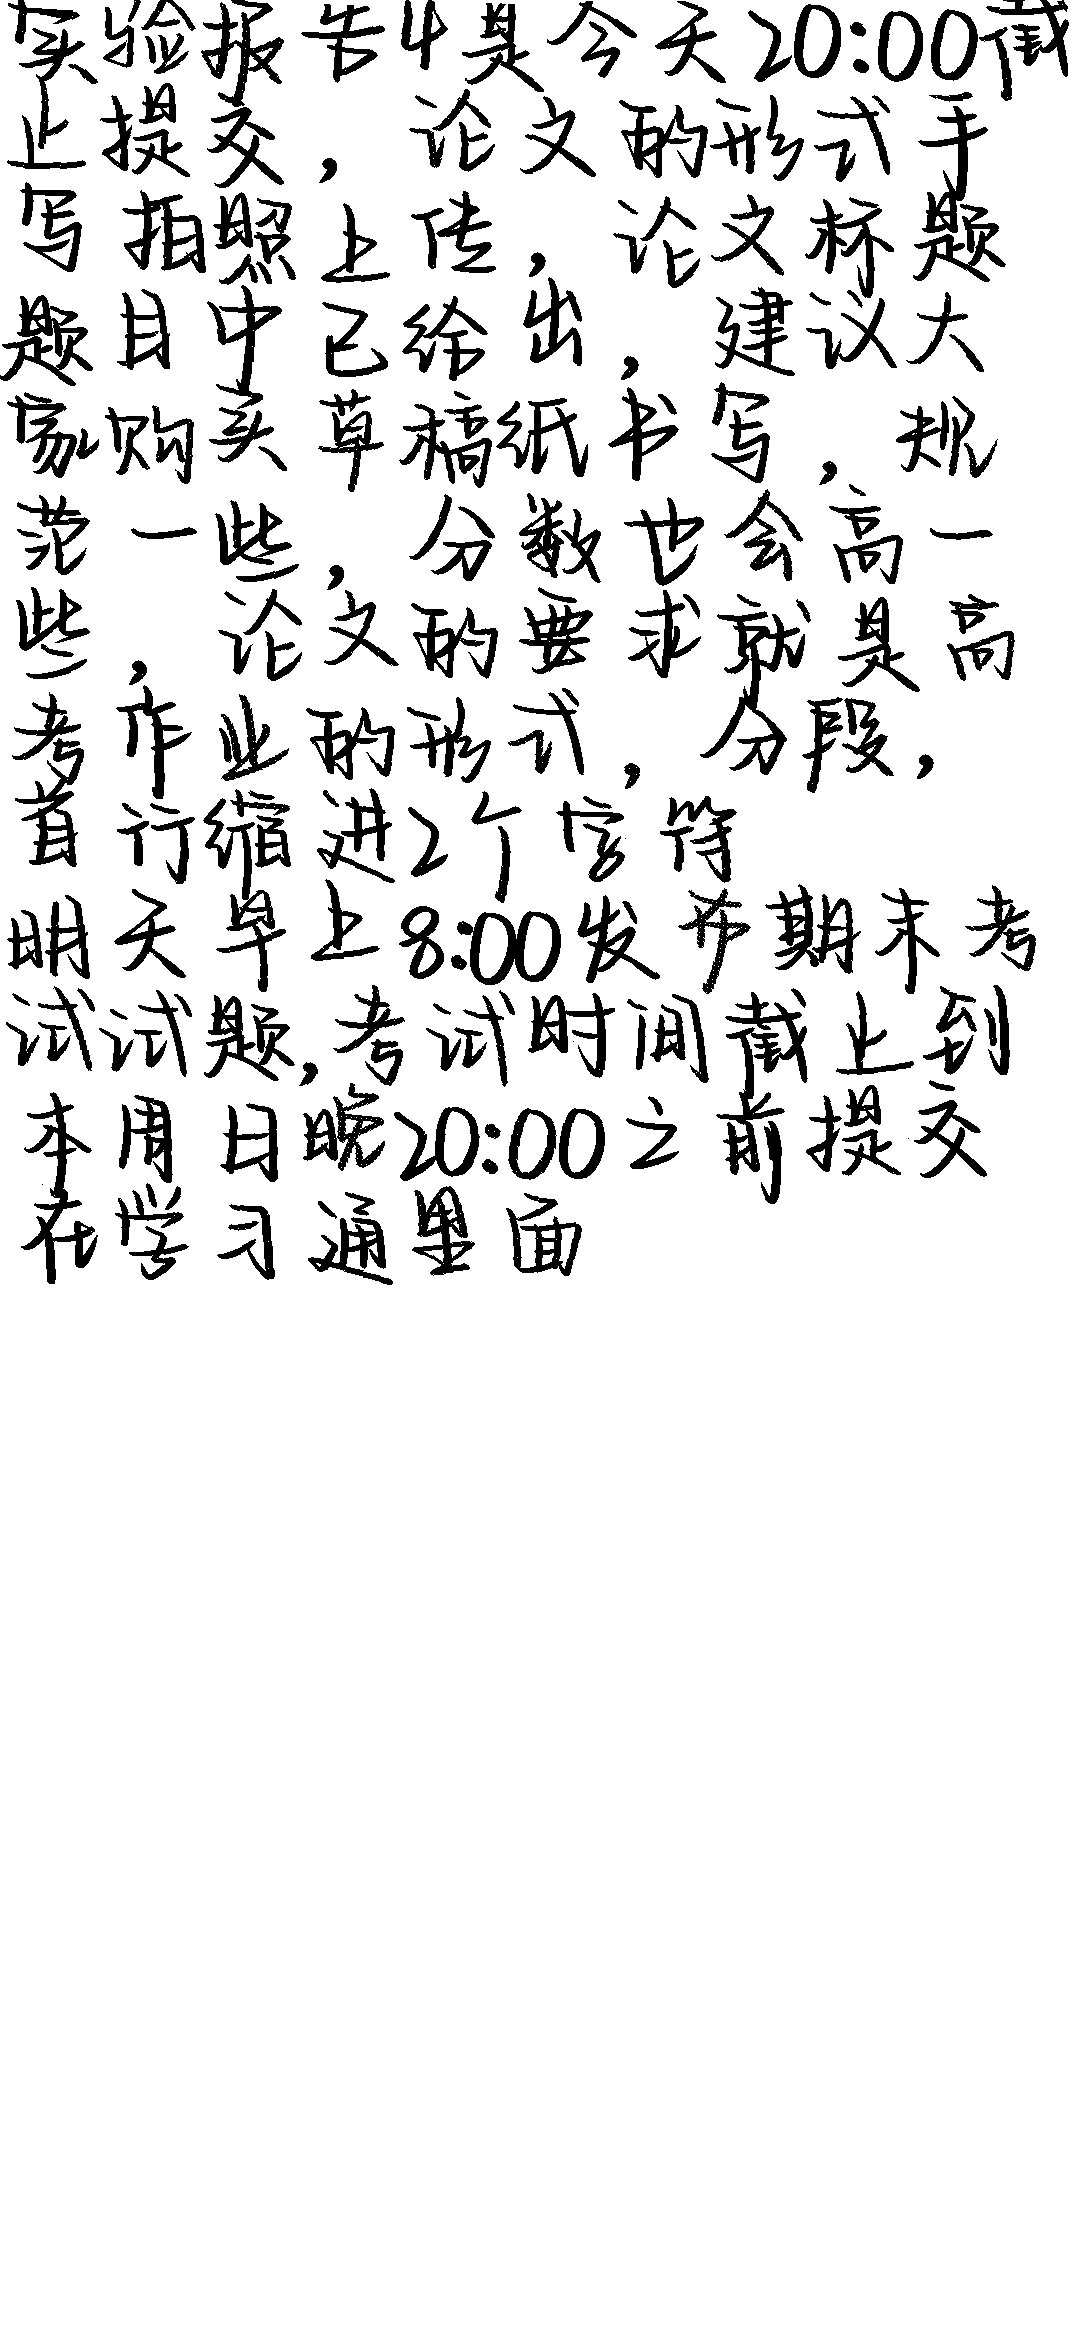 实验报告4是今天20:00截
止提交，论文的形式手
写拍照上传，论文标题
题目中已给出，建议大
家购买草稿纸书写，规
范一些，分数也会高一
些，论文的要求就是高
考作业的形式，分段，
首行缩进2个字符
明天早上8:00发布期末考
试试题,考试时间截止到
本周日晚20:00之前提交
在学习通里面